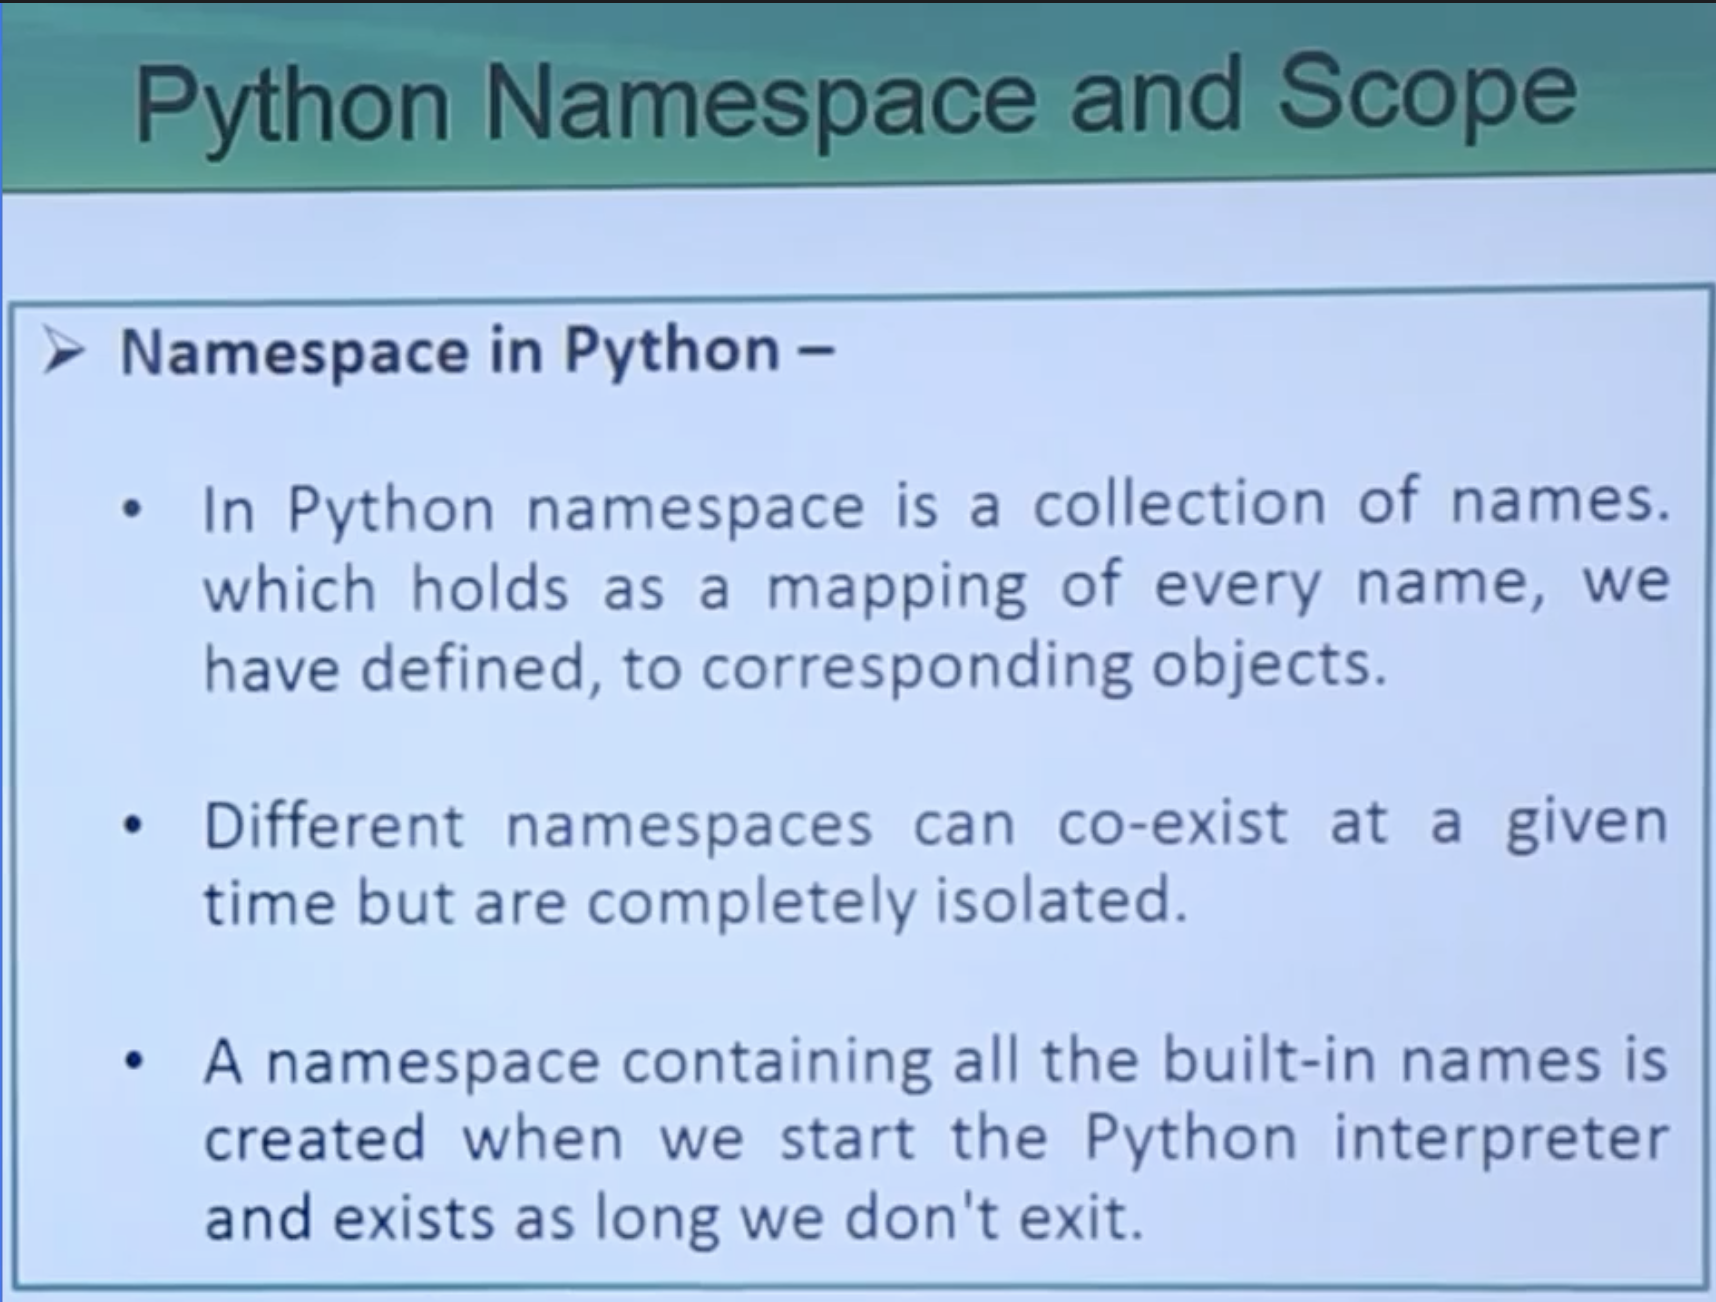 Python Namespace and Scope
➢ Namespace in Python –
• In Python namespace is a collection of names.
which holds as a mapping of every name, we
have defined, to corresponding objects.
• Different namespaces can co-exist at a given
time but are completely isolated.
• A namespace containing all the built-in names is
created when we start the Python interpreter
and exists as long we don't exit.